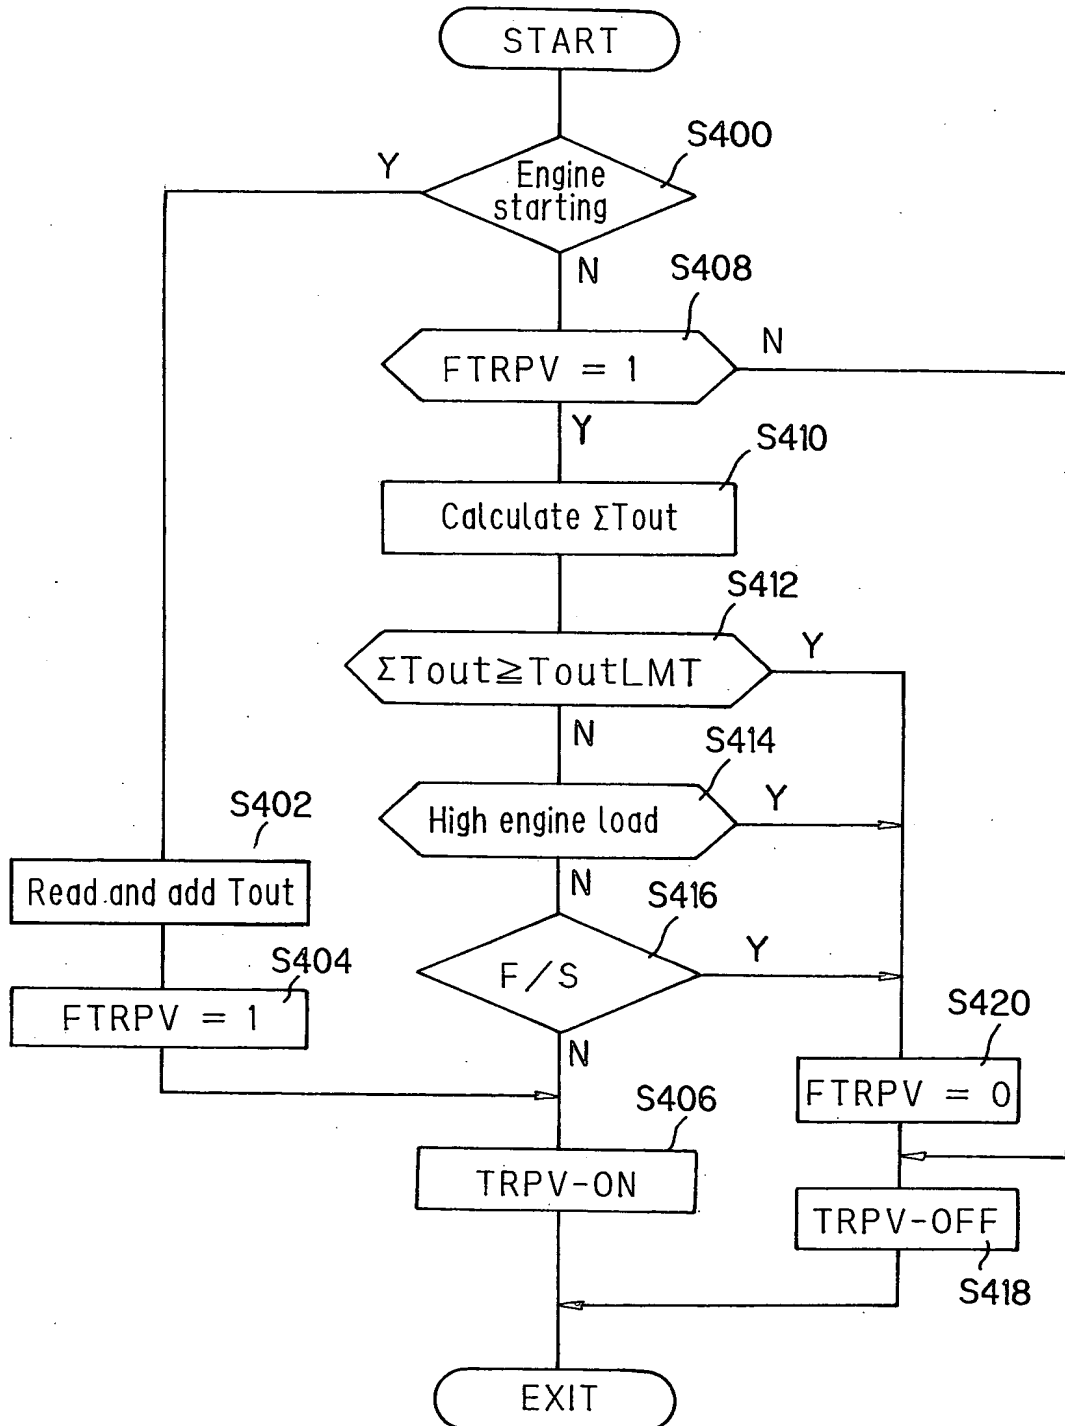 START
S400
Y
Engine
starting
N
S408
FTRPV = 1
N
Y
S410
Calculate ΣTout
S412
ΣTout≧ToutLMT
Y
N
S414
High engine load
Y
S402
Read and add Tout
N
S416
F/S
Y
S404
FTRPV = 1
N
S420
FTRPV = 0
S406
TRPV-ON
TRPV-OFF
S418
EXIT